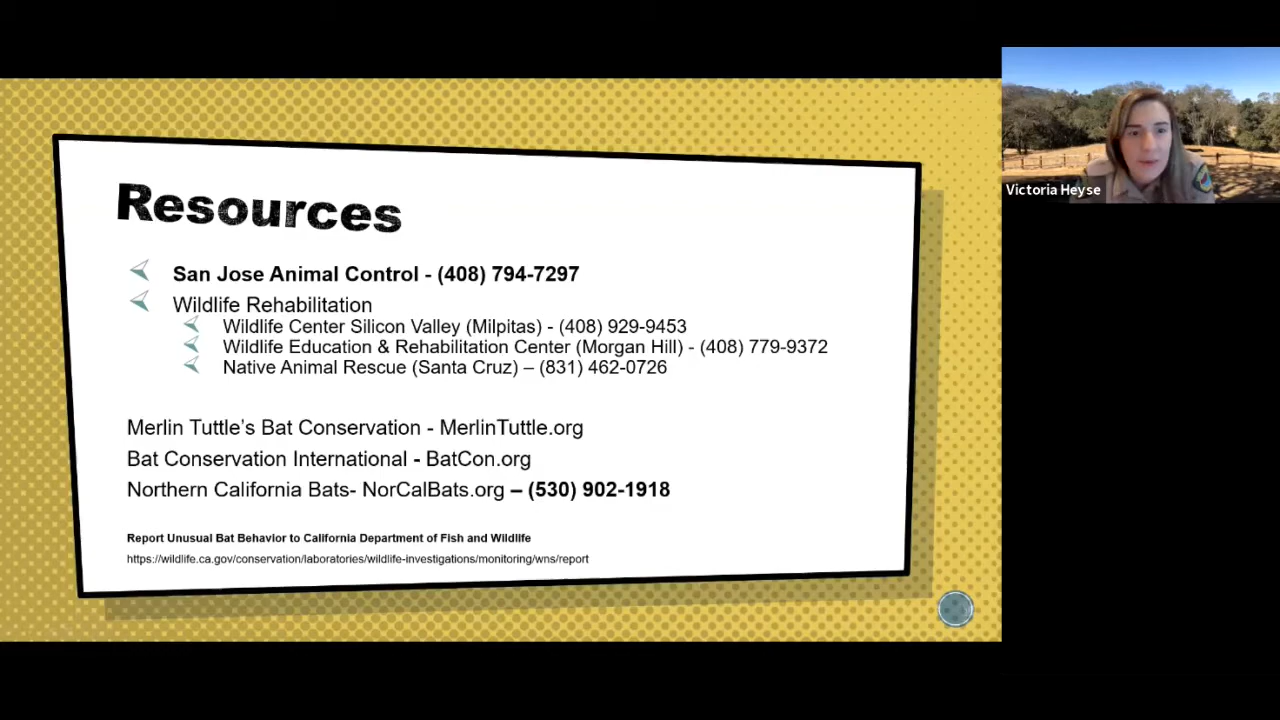 Resources
San Jose Animal Control - (408) 794-7297
Wildlife Rehabilitation
Wildlife Center Silicon Valley (Milpitas) - (408) 929-9453
Wildlife Education & Rehabilitation Center (Morgan Hill) - (408) 779-9372
Native Animal Rescue (Santa Cruz) – (831) 462-0726
Merlin Tuttle’s Bat Conservation - MerlinTuttle.org
Bat Conservation International - BatCon.org
Northern California Bats- NorCalBats.org – (530) 902-1918
Report Unusual Bat Behavior to California Department of Fish and Wildlife
https://wildlife.ca.gov/conservation/laboratories/wildlife-investigations/monitoring/wns/report
Victoria Heyse